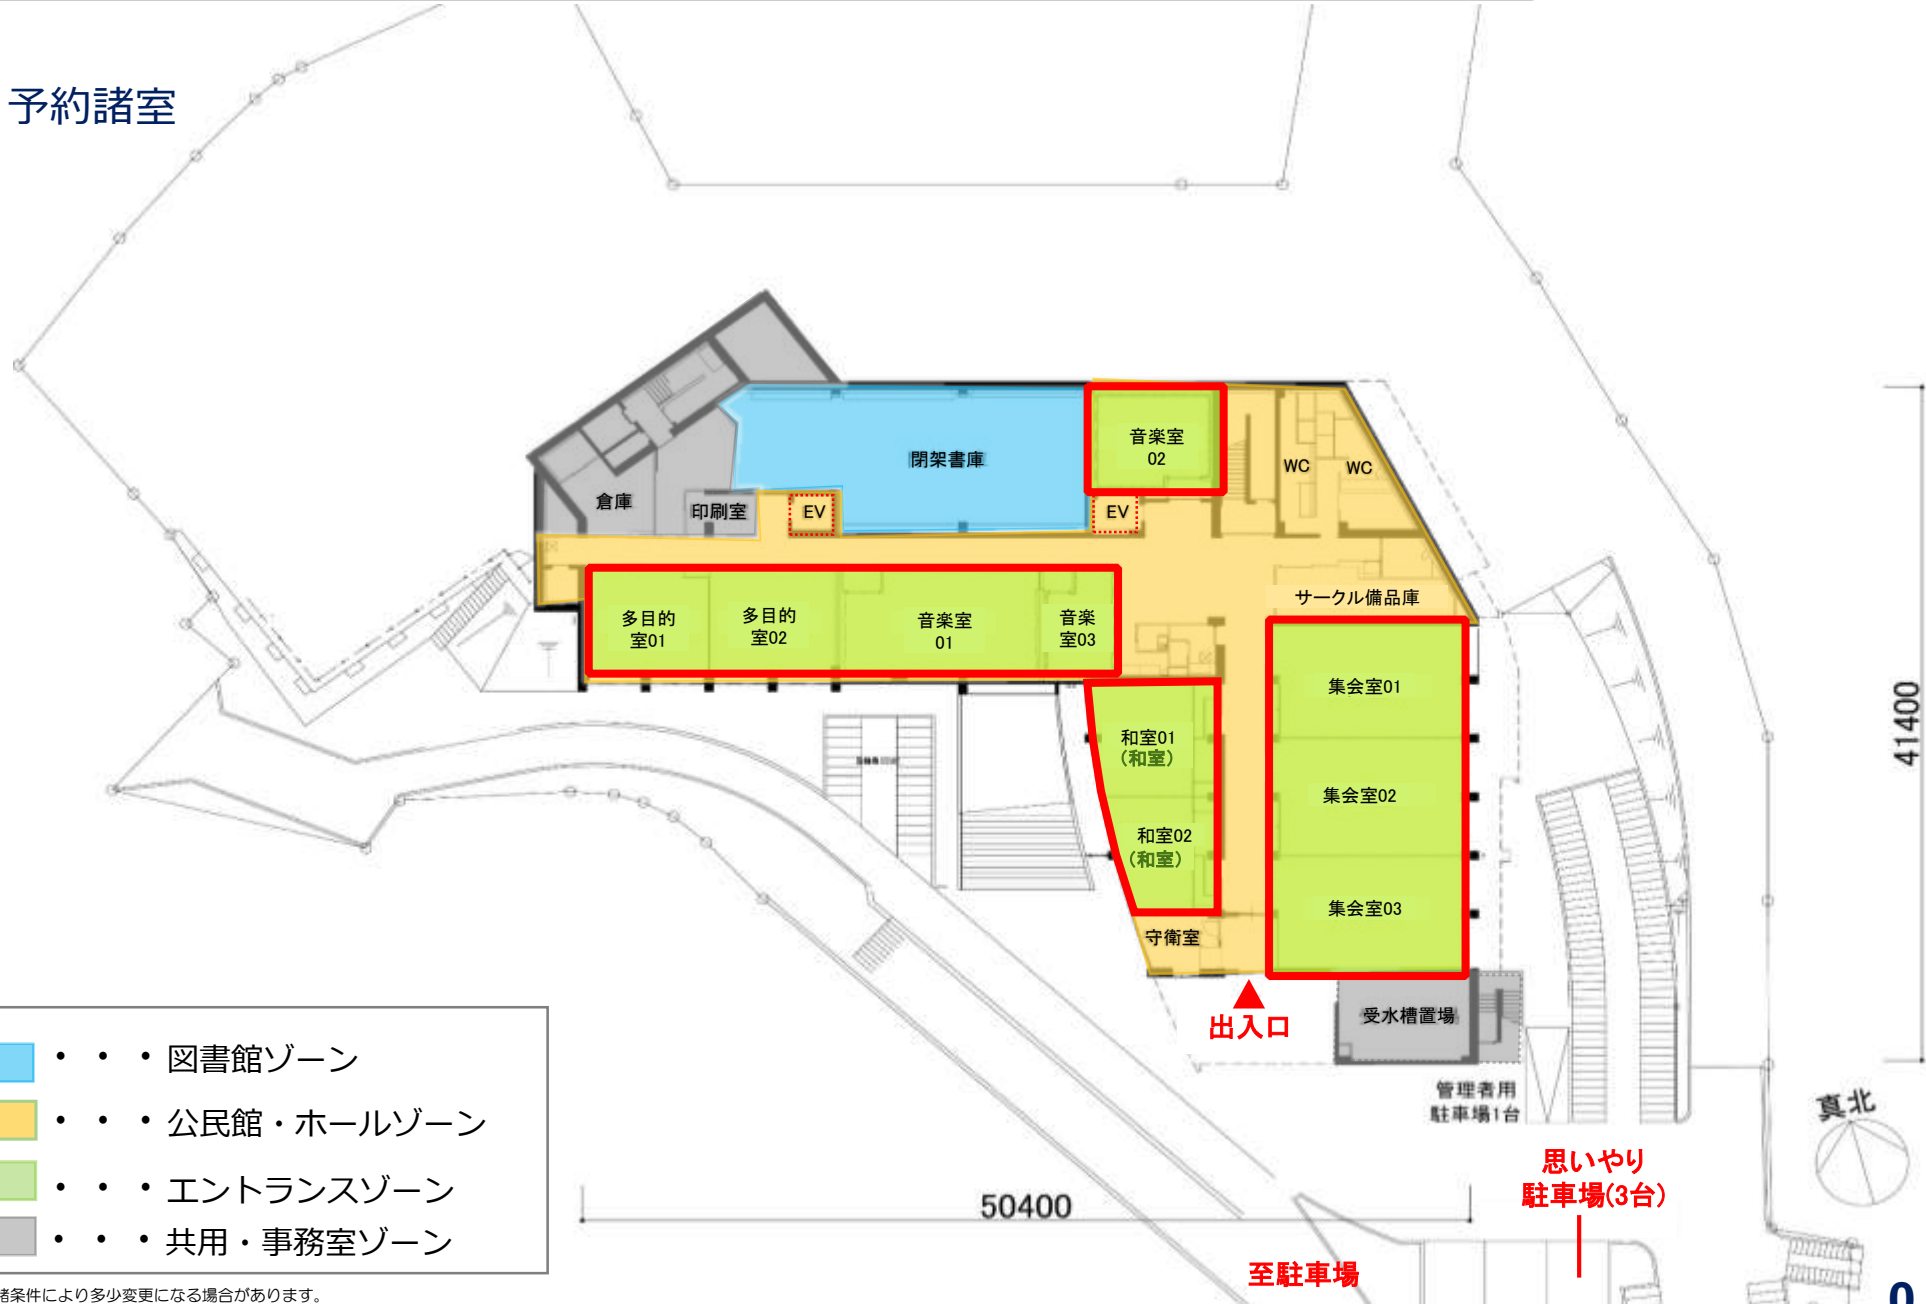 予約諸室
閉架書庫
音楽室
02
WC
WC
倉庫
印刷室
EV
EV
サークル備品庫
多目的
室01
多目的
室02
音楽室
01
音楽
室03
集会室01
和室01
(和室)
集会室02
和室02
(和室)
集会室03
守衛室
出入口
受水槽置場
管理者用
駐車場1台
41400
真北
思いやり
駐車場(3台)
50400
至駐車場
・・・図書館ゾーン
・・・公民館・ホールゾーン
・・・エントランスゾーン
・・・共用・事務室ゾーン
諸条件により多少変更になる場合があります。